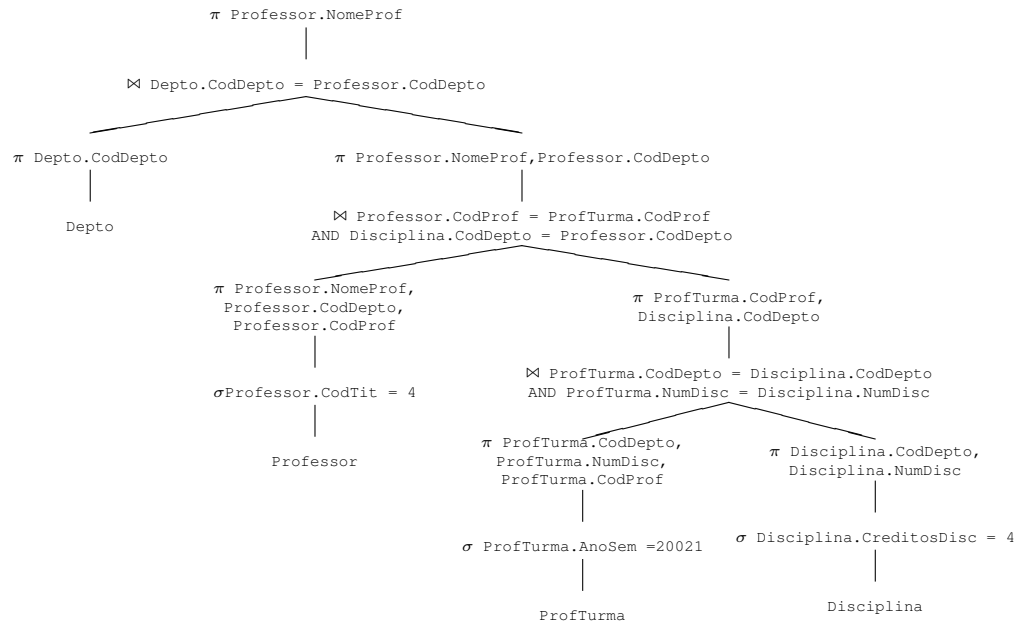 π Professor.NomeProf
⋈ Depto.CodDepto = Professor.CodDepto
π Depto.CodDepto
π Professor.NomeProf,Professor.CodDepto
Depto
⋈ Professor.CodProf = ProfTurma.CodProf
AND Disciplina.CodDepto = Professor.CodDepto
π Professor.NomeProf,
Professor.CodDepto,
Professor.CodProf
π ProfTurma.CodProf,
Disciplina.CodDepto
σProfessor.CodTit = 4
Professor
⋈ ProfTurma.CodDepto = Disciplina.CodDepto
AND ProfTurma.NumDisc = Disciplina.NumDisc
π ProfTurma.CodDepto,
ProfTurma.NumDisc,
ProfTurma.CodProf
π Disciplina.CodDepto,
Disciplina.NumDisc
σ ProfTurma.AnoSem =20021
σ Disciplina.CreditosDisc = 4
ProfTurma
Disciplina